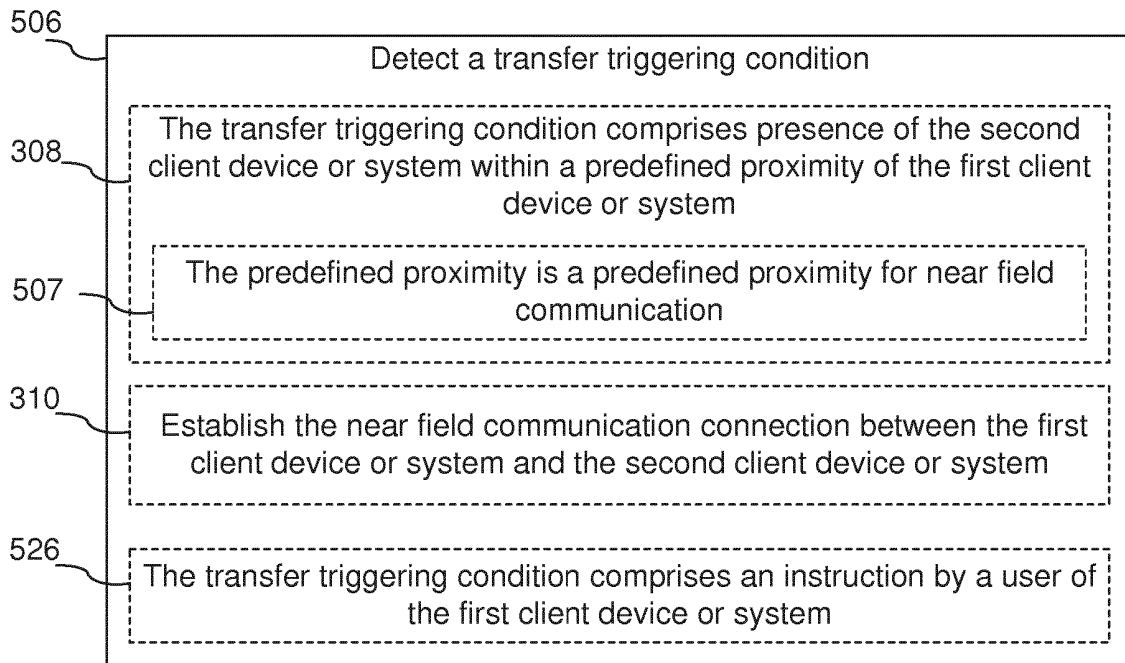 506
Detect a transfer triggering condition
308
The transfer triggering condition comprises presence of the second
client device or system within a predefined proximity of the first client
device or system
507
The predefined proximity is a predefined proximity for near field
communication
310
Establish the near field communication connection between the first
client device or system and the second client device or system
526
The transfer triggering condition comprises an instruction by a user of
the first client device or system